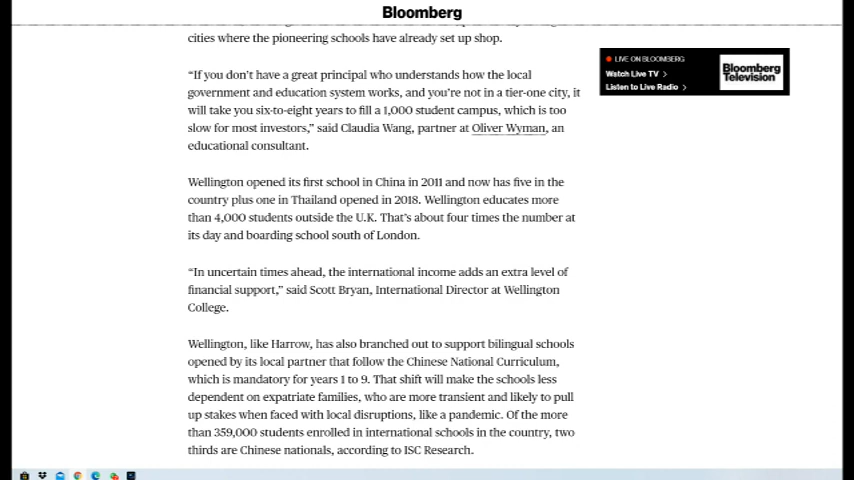 Bloomberg
cities where the pioneering schools have already set up shop.
LIVE ON BLOOMBERG
Watch Live TV >
Listen to Live Radio >
Bloomberg
Television
“If you don’t have a great principal who understands how the local
government and education system works, and you’re not in a tier-one city, it
will take you six-to-eight years to fill a 1,000 student campus, which is too
slow for most investors,” said Claudia Wang, partner at Oliver Wyman, an
educational consultant.
Wellington opened its first school in China in 2011 and now has five in the
country plus one in Thailand opened in 2018. Wellington educates more
than 4,000 students outside the U.K. That’s about four times the number at
its day and boarding school south of London.
“In uncertain times ahead, the international income adds an extra level of
financial support,” said Scott Bryan, International Director at Wellington
College.
Wellington, like Harrow, has also branched out to support bilingual schools
opened by its local partner that follow the Chinese National Curriculum,
which is mandatory for years 1 to 9. That shift will make the schools less
dependent on expatriate families, who are more transient and likely to pull
up stakes when faced with local disruptions, like a pandemic. Of the more
than 359,000 students enrolled in international schools in the country, two
thirds are Chinese nationals, according to ISC Research.